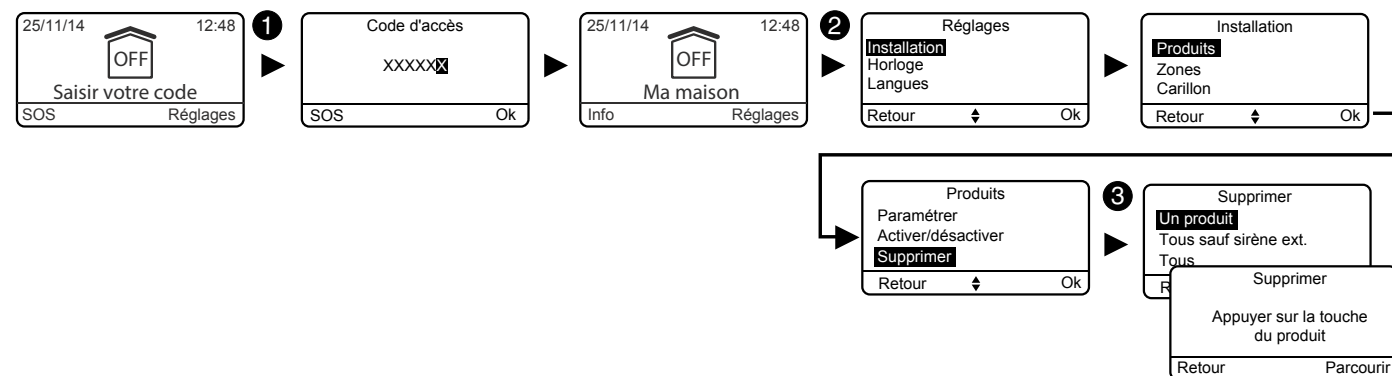 25/11/14 12:48
OFF
Saisir votre code
SOS Réglages
1
Code d'accès
XXXXXX
SOS Ok
25/11/14 12:48
OFF
Ma maison
Info Réglages
2
Réglages
Installation
Horloge
Langues
Retour Ok
Installation
Produits
Zones
Carillon
Retour Ok
Produits
Paramétrer
Activer/désactiver
Supprimer
Retour Ok
3
Supprimer
Un produit
Tous sauf sirène ext.
Tous
R
Supprimer
Appuyer sur la touche
du produit
Retour Parcourir